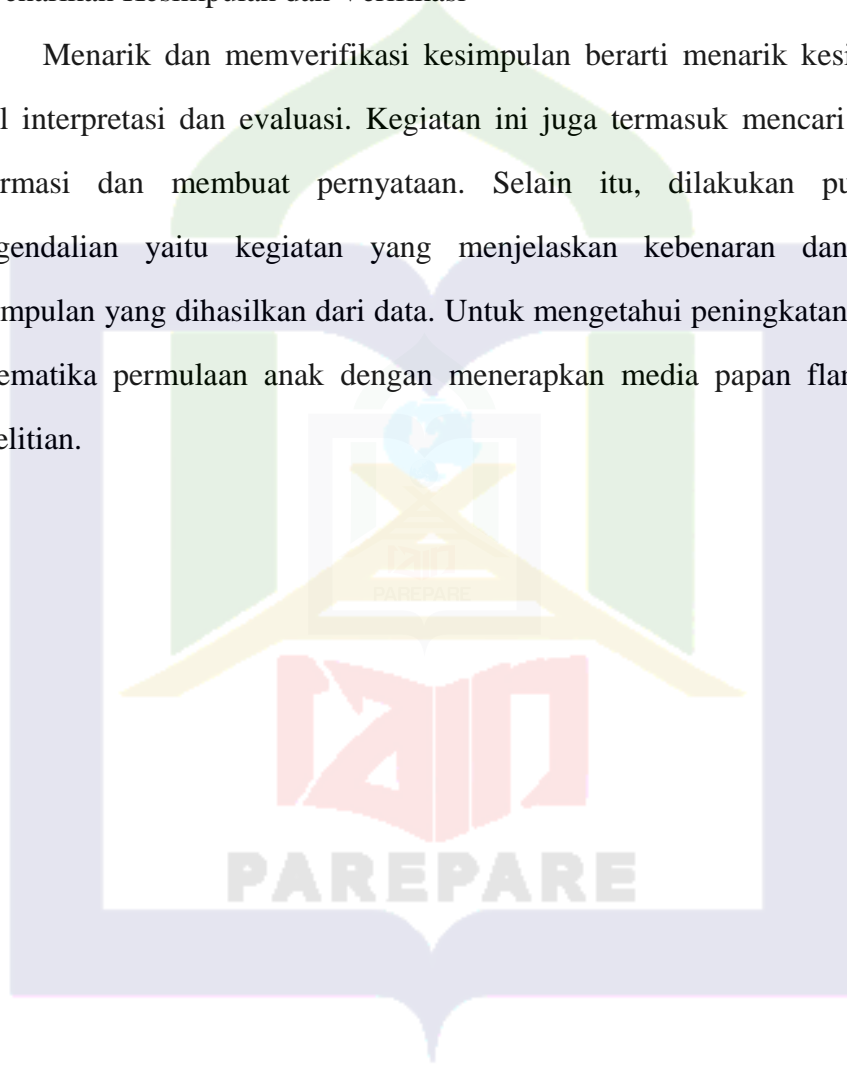 Kesimpulan dan Verifikasi
Menarik dan memverifikasi kesimpulan berarti menarik kesi
l interpretasi dan evaluasi. Kegiatan ini juga termasuk mencari
rmasi dan membuat pernyataan. Selain itu, dilakukan pu
gendalian yaitu kegiatan yang menjelaskan kebenaran dan
mpulan yang dihasilkan dari data. Untuk mengetahui peningkatan
ematika permulaan anak dengan menerapkan media papan flan
elitian.
PAREPARE
PAREPARE